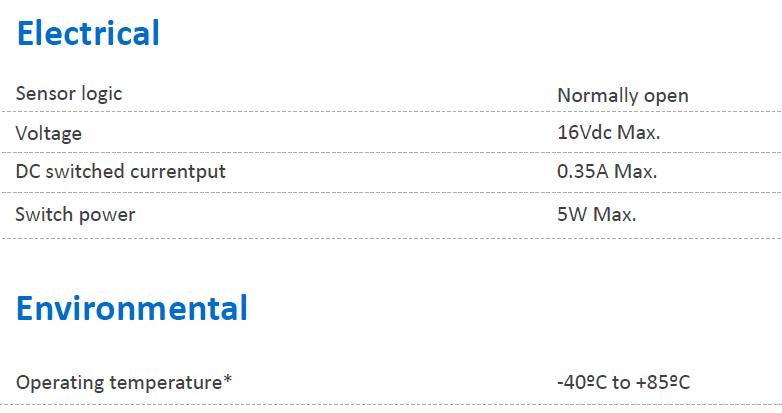 Electrical
Sensor logic Normally open
Voltage 16Vdc Max.
DC switched currentput 0.35A Max.
Switch power 5W Max.
Environmental
Operating temperature* -40ºC to +85ºC